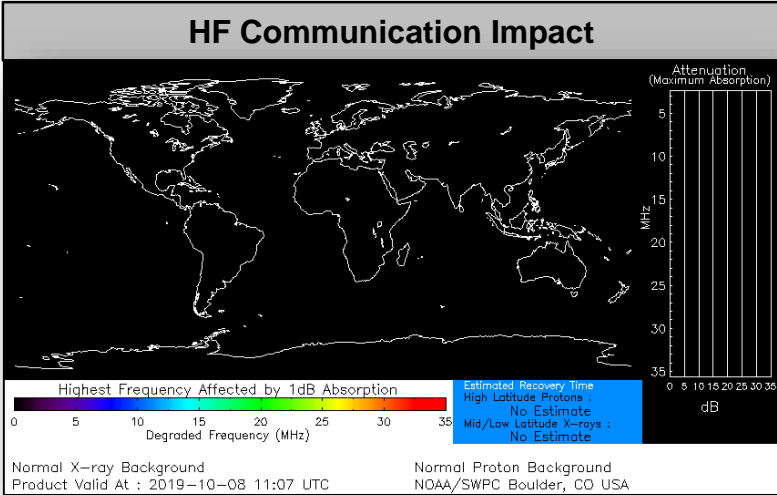 HF Communication Impact
Attenuation
(Maximum Absorption)
5
10
15
20
25
30
35
MHz
0 5 10 15 20 25 30 35
dB
Highest Frequency Affected by 1dB Absorption
0 5 10 15 20 25 30 35
Degraded Frequency (MHz)
Estimated Recovery Time
High Latitude Protons :
No Estimate
Mid/Low Latitude X-rays :
No Estimate
Normal X-ray Background
Normal Proton Background
Product Valid At : 2019-10-08 11:07 UTC
NOAA/SWPC Boulder, CO USA